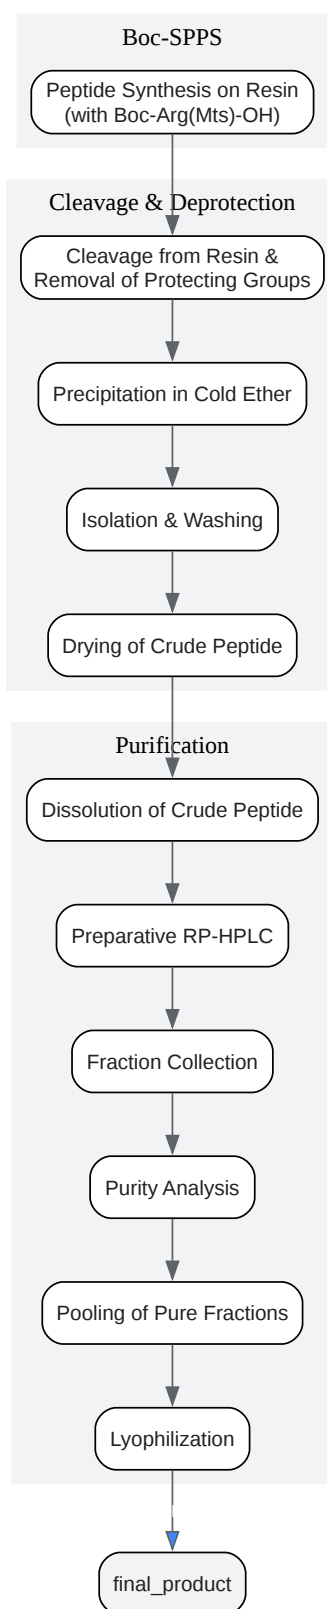 Boc-SPPS
Peptide Synthesis on Resin
(with Boc-Arg(Mts)-OH)
Cleavage & Deprotection
Cleavage from Resin &
Removal of Protecting Groups
Precipitation in Cold Ether
Isolation & Washing
Drying of Crude Peptide
Purification
Dissolution of Crude Peptide
Preparative RP-HPLC
Fraction Collection
Purity Analysis
Pooling of Pure Fractions
Lyophilization
final_product